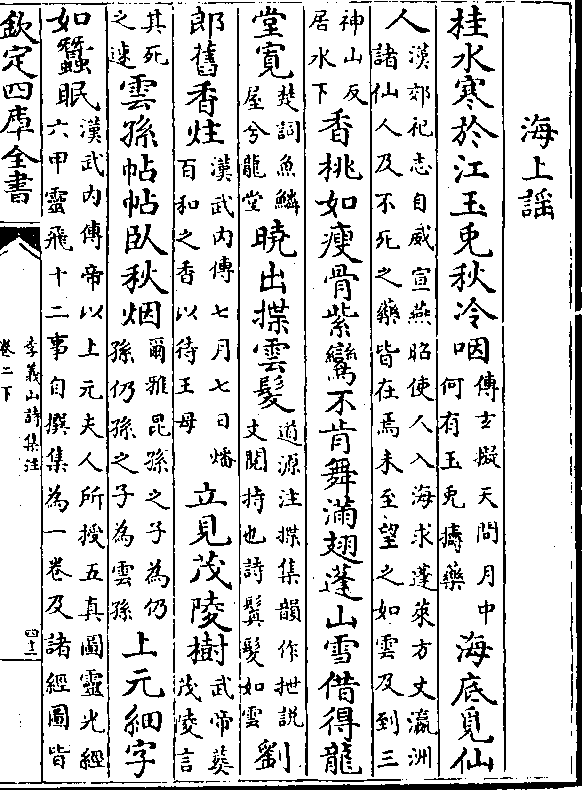 海上謡
桂水寒於江玉兔秋冷咽傅玄擬天問月中何有玉兔擣藥海底覓仙
人漢郊祀志自威宣燕昭使人入海求蓬萊方丈瀛洲諸仙人及不死之藥皆在焉未至望之如雲及到三
神山反居水下香桃如瘦骨紫鸞不肯舞滿翅蓬山雪借得龍
堂寛楚詞魚鱗屋兮龍堂曉出揲雲髮道源注揲集韻作抴説文閲持也詩鬒髮如雲劉
郎舊香炷漢武内傳七月七日燔百和之香以待王母立見茂陵樹武帝葬茂陵言
其死之速雲孫帖帖臥秋烟爾雅昆孫之子為仍孫仍孫之子為雲孫上元細字
如蠶眠漢武内傳帝以上元夫人所授五真圖靈光經六甲靈飛十二事自撰集為一卷及諸經圖皆
欽定四庫全書
李義山詩集注
卷二下